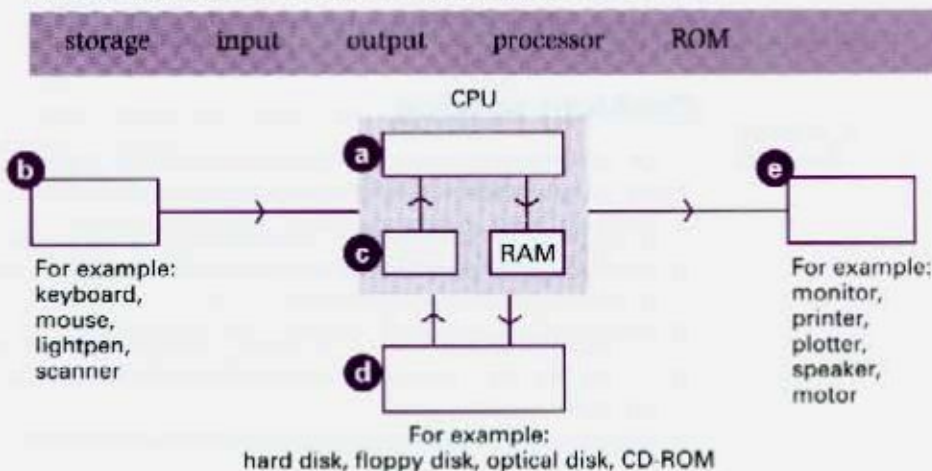 storage input output processor ROM
CPU
a
b
e
c
RAM
For example:
keyboard,
mouse,
lightpen,
scanner
For example:
monitor,
printer,
plotter,
speaker,
motor
d
For example:
hard disk, floppy disk, optical disk, CD-ROM